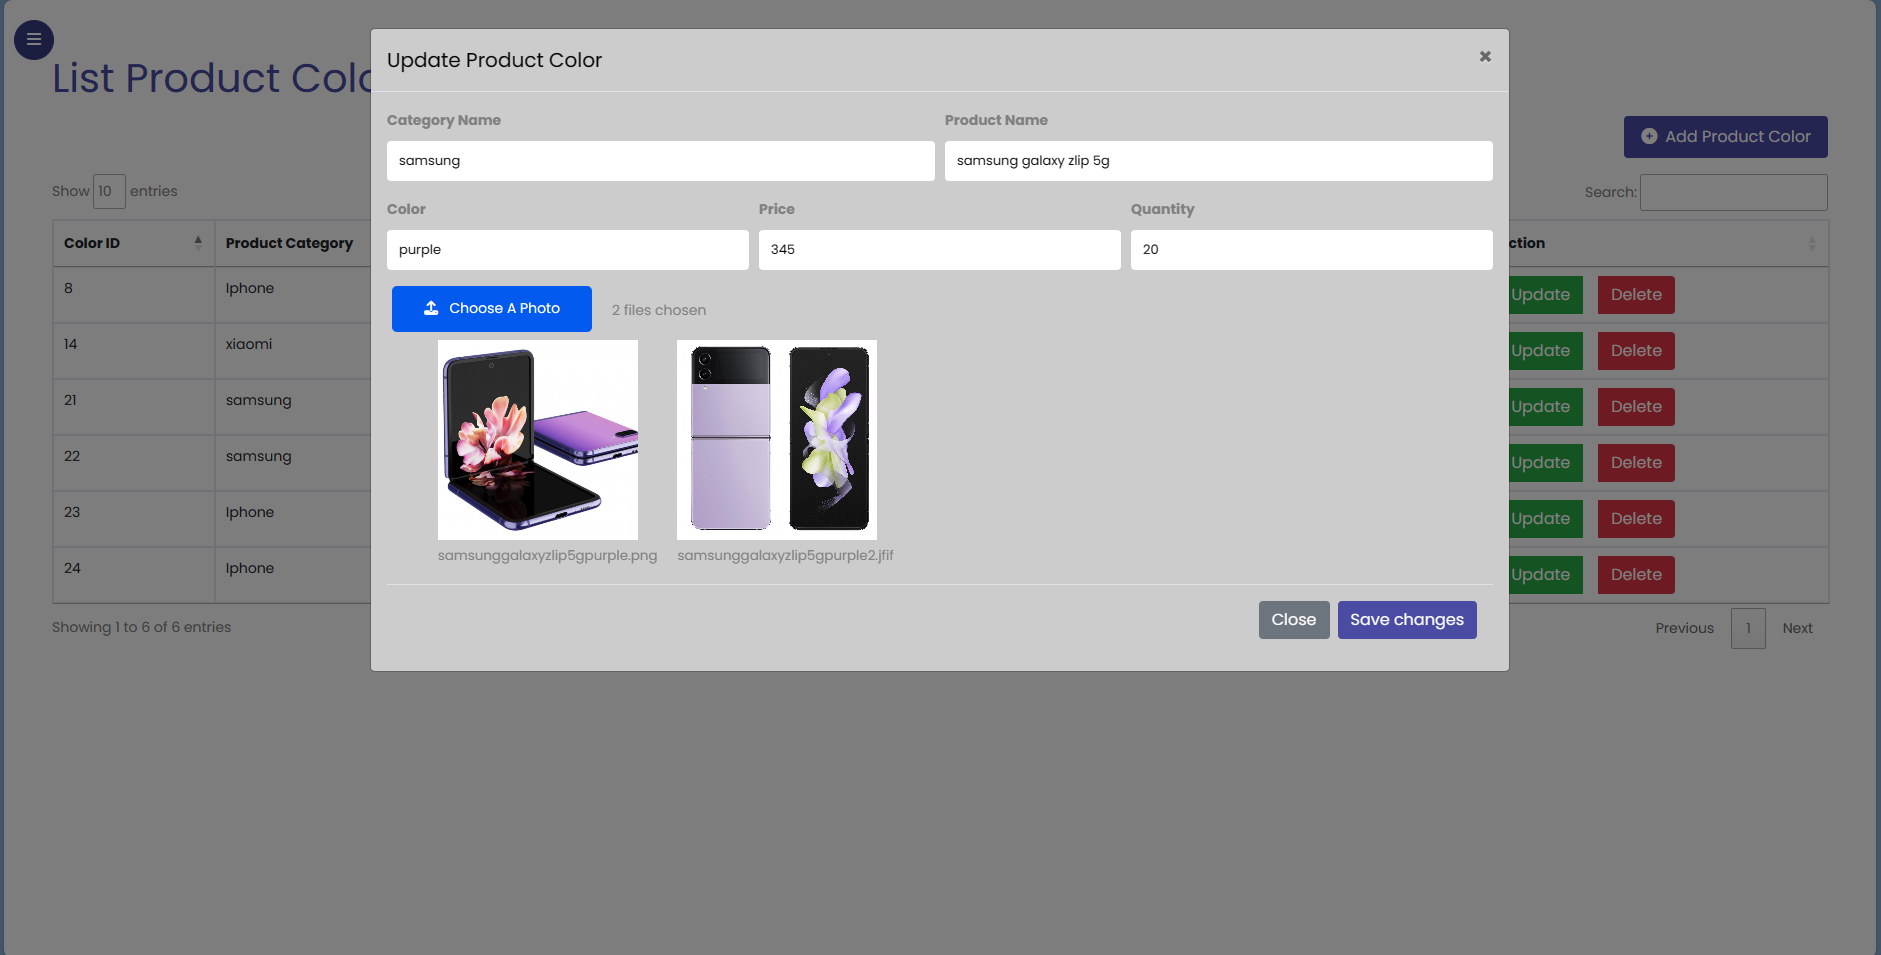 List Product Colo
Update Product Color
×
Category Name
Product Name
samsung
samsung galaxy zlip 5g
Color
Price
Quantity
purple
345
20
Choose A Photo
2 files chosen
samsunggalaxyzlip5gpurple.png
samsunggalaxyzlip5gpurple2.jfif
Close
Save changes
Add Product Color
Show 10 entries
Search:
Color ID
Product Category
ction
8
Iphone
Update
Delete
14
xiaomi
Update
Delete
21
samsung
Update
Delete
22
samsung
Update
Delete
23
Iphone
Update
Delete
24
Iphone
Update
Delete
Showing 1 to 6 of 6 entries
Previous
1
Next